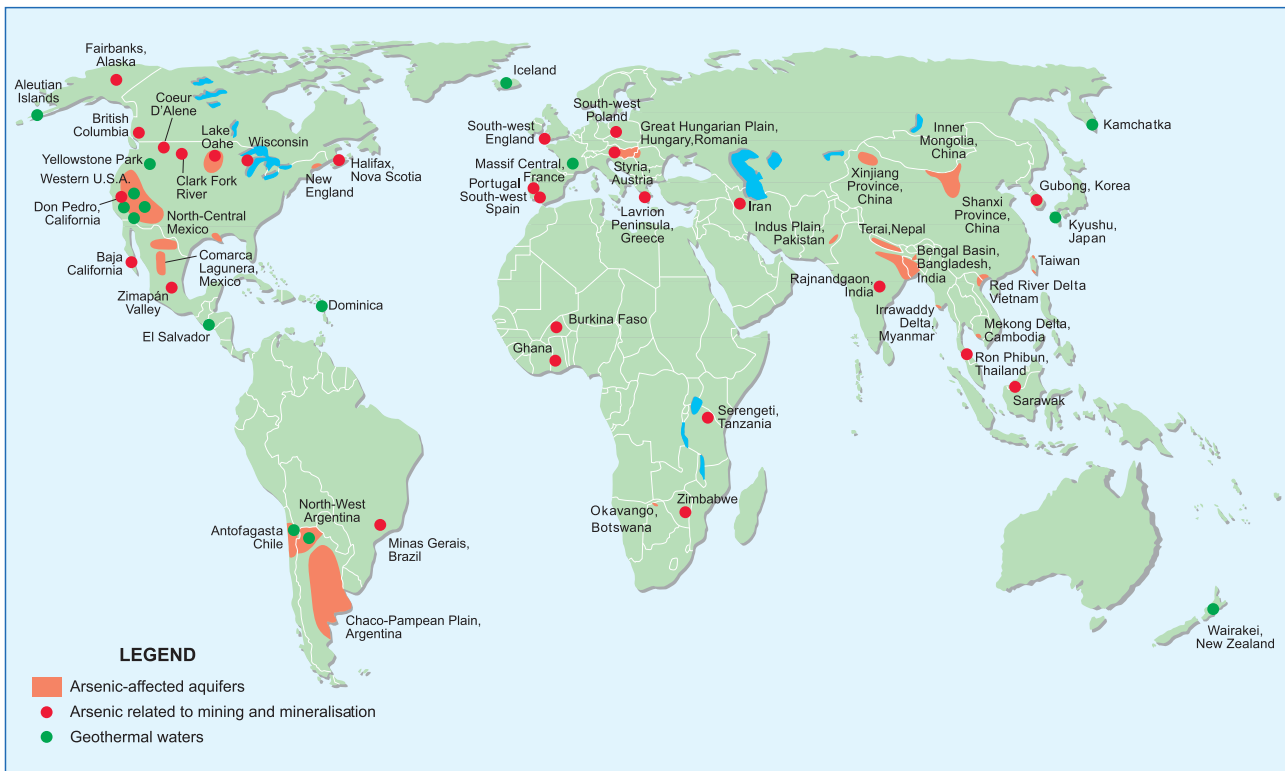 Fairbanks,
Alaska
Aleutian
Islands
Coeur
D'Alene
British
Columbia
Lake
Oahe
Wisconsin
Yellowstone Park
Western U.S.A.
Clark Fork
River
New
England
Halifax,
Nova Scotia
Don Pedro,
California
North-Central
Mexico
Baja
California
Comarca
Lagunera,
Mexico
Zimapán
Valley
Dominica
El Salvador
Iceland
South-west
Poland
South-west
England
Great Hungarian Plain,
Hungary,Romania
Massif Central,
France
Styria,
Austria
Portugal
South-west
Spain
Lavrion
Peninsula,
Greece
Iran
Inner
Mongolia,
China
Xinjiang
Province,
China
Shanxi
Province,
China
Kamchatka
Gubong, Korea
Kyushu,
Japan
Indus Plain,
Pakistan
Terai,Nepal
Bengal Basin,
Bangladesh,
India
Taiwan
Rajnandgaon,
India
Red River Delta
Vietnam
Irrawaddy
Delta,
Myanmar
Mekong Delta,
Cambodia
Ron Phibun,
Thailand
Sarawak
Burkina Faso
Ghana
Serengeti,
Tanzania
Zimbabwe
Okavango,
Botswana
North-West
Argentina
Antofagasta
Chile
Minas Gerais,
Brazil
Chaco-Pampean Plain,
Argentina
Wairakei,
New Zealand
LEGEND
Arsenic-affected aquifers
Arsenic related to mining and mineralisation
Geothermal waters